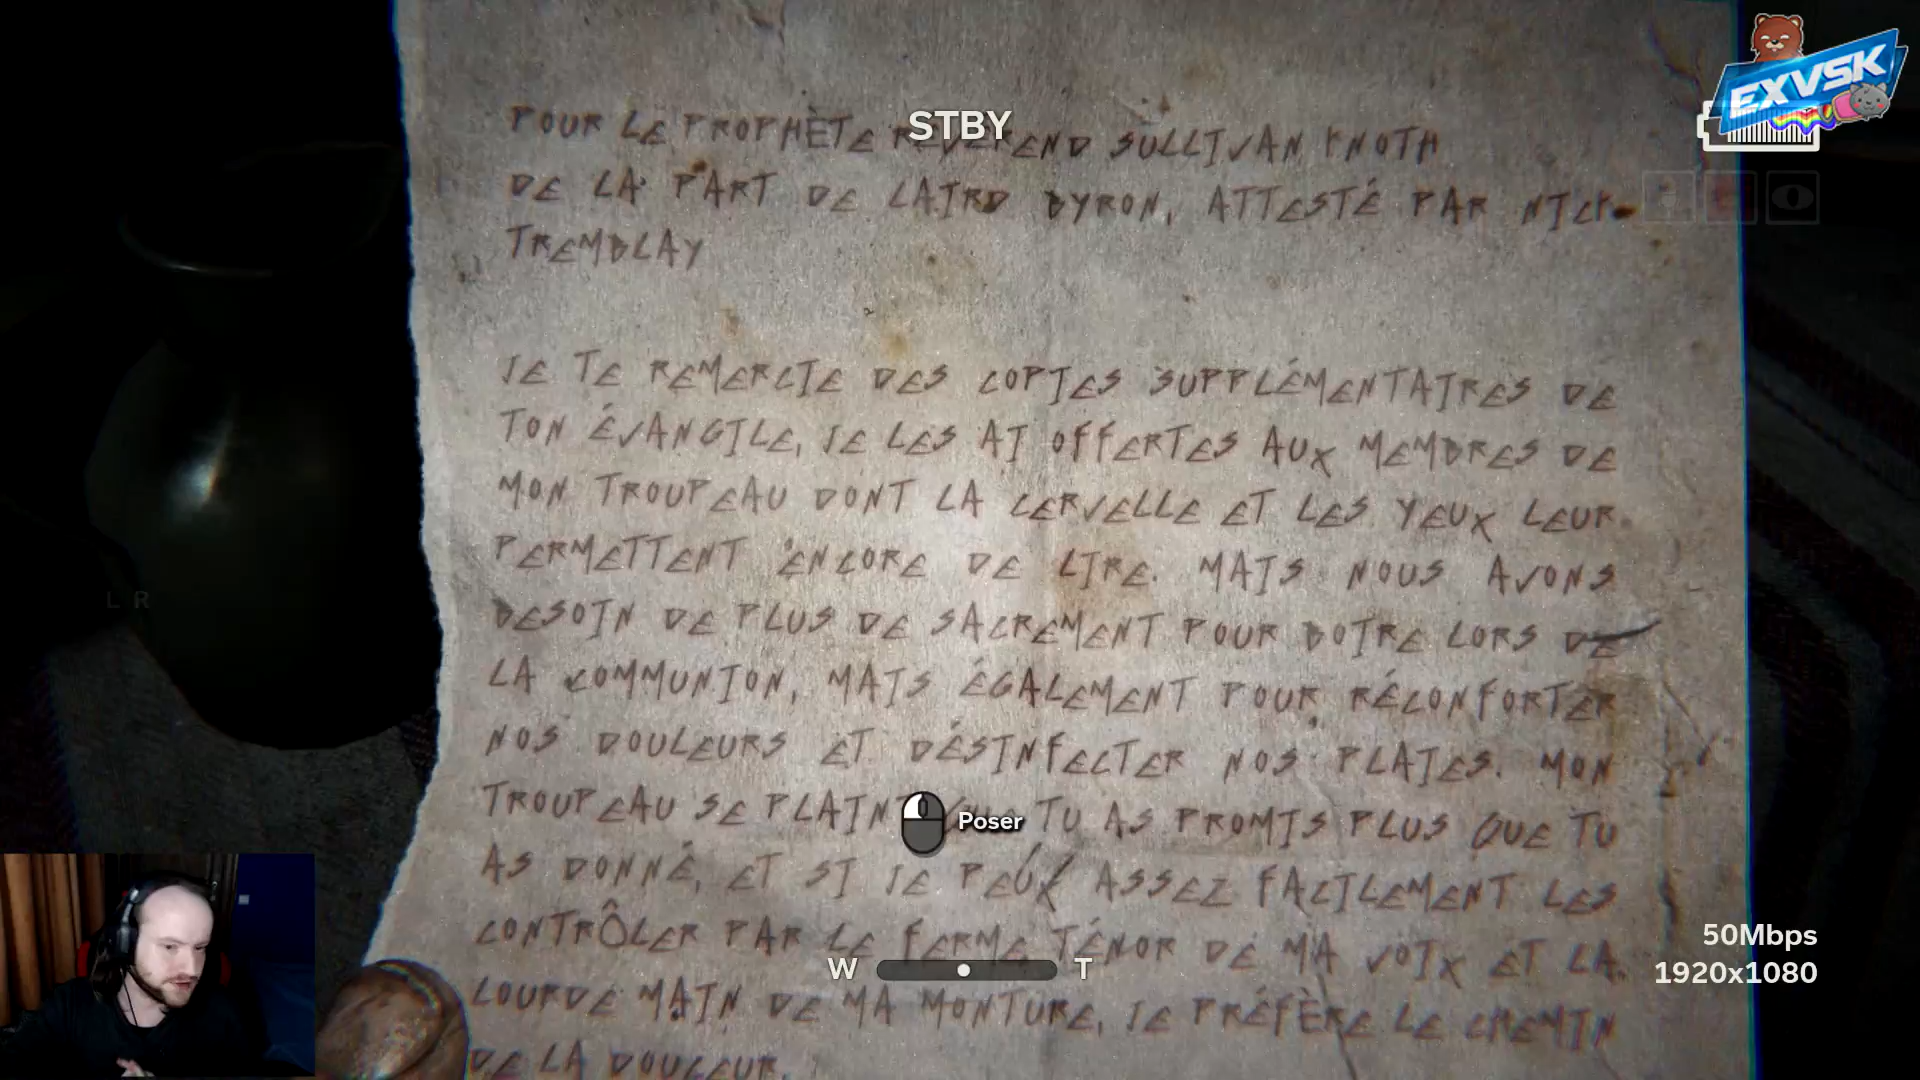 EXVSK
STBY
POUR LE PROPHÈTE RÉVÉREND SULLIVAN KNOTH
DE LA PART DE LAIRD BYRON, ATTESTÉ PAR NICK
TREMBLAY
JE TE REMERCIE DES COPIES SUPPLÉMENTAIRES DE
TON ÉVANGILE, JE LES AI OFFERTES AUX MEMBRES DE
MON TROUPEAU DONT LA CERVELLE ET LES YEUX LEUR
PERMETTENT ENCORE DE LIRE. MAIS NOUS AVONS
L R
BESOIN DE PLUS DE SACREMENT POUR BOIRE LORS DE
LA COMMUNION, MAIS ÉGALEMENT POUR RÉCONFORTER
NOS DOULEURS ET DÉSINFECTER NOS PLAIES. MON
TROUPEAU SE PLAINT QUE TU AS PROMIS PLUS QUE TU
Poser
AS DONNÉ, ET SI JE PEUX ASSEZ FACILEMENT LES
CONTRÔLER PAR LE FERME TÉNOR DE MA VOIX ET LA
50Mbps
W T
1920x1080
LOURDE MAIN DE MA MONTURE, JE PRÉFÈRE LE CHEMIN
DE LA DOUCEUR.